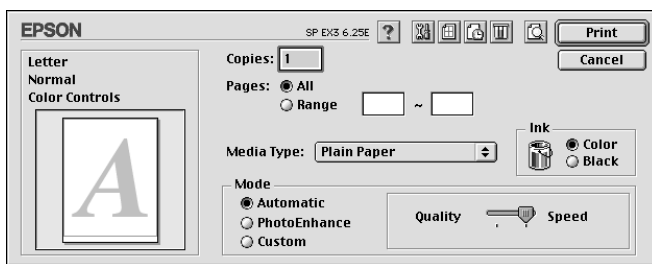 EPSON
SP EX3 6.25E
?
Print
Cancel
Letter
Normal
Color Controls
A
Copies: 1
Pages: All
Range ~
Media Type: Plain Paper
Ink
Color
Black
Mode
Automatic
PhotoEnhance
Custom
Quality Speed